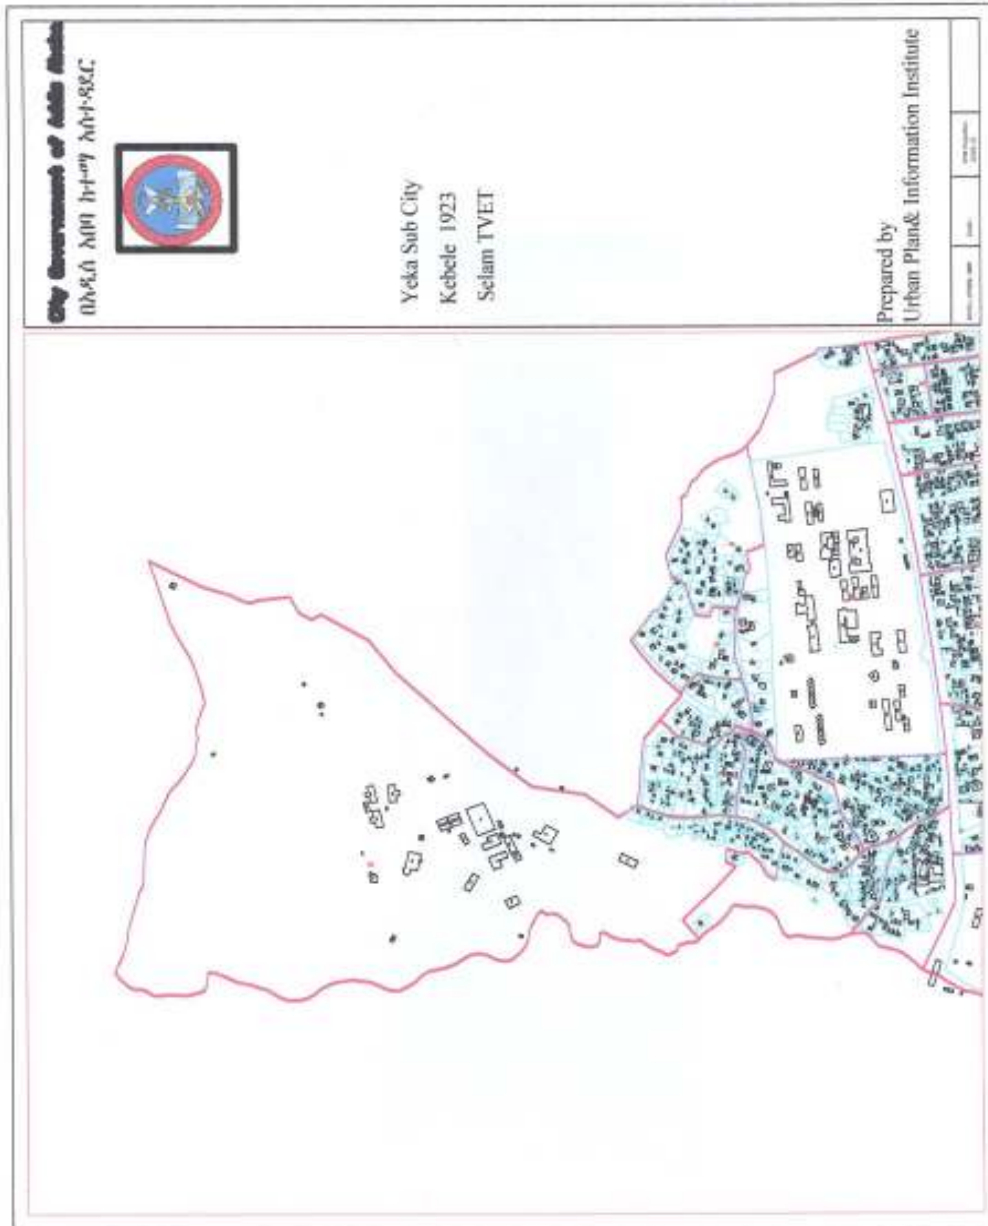 City Government of Addis Ababa
በአዲስ አበባ ከተማ አስተዳደር
Yeka Sub City
Kebele 1923
Selam TVET
Prepared by
Urban Plan& Information Institute